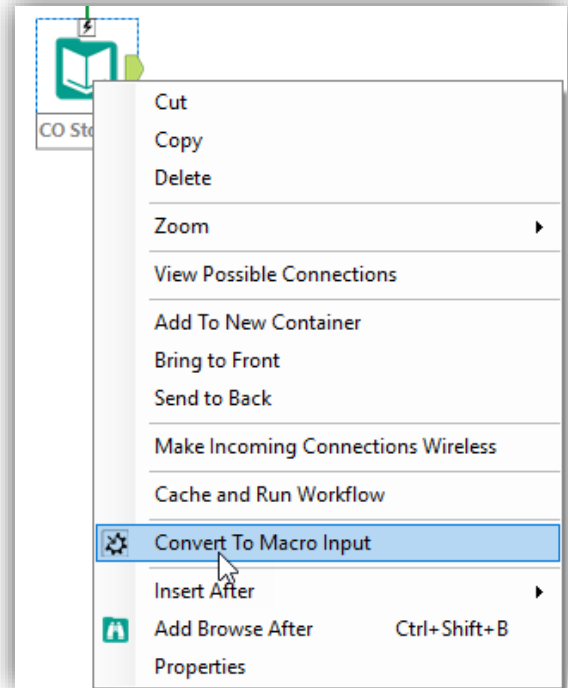 CO Sto
Cut
Copy
Delete
Zoom
View Possible Connections
Add To New Container
Bring to Front
Send to Back
Make Incoming Connections Wireless
Cache and Run Workflow
Convert To Macro Input
Insert After
Add Browse After Ctrl+Shift+B
Properties